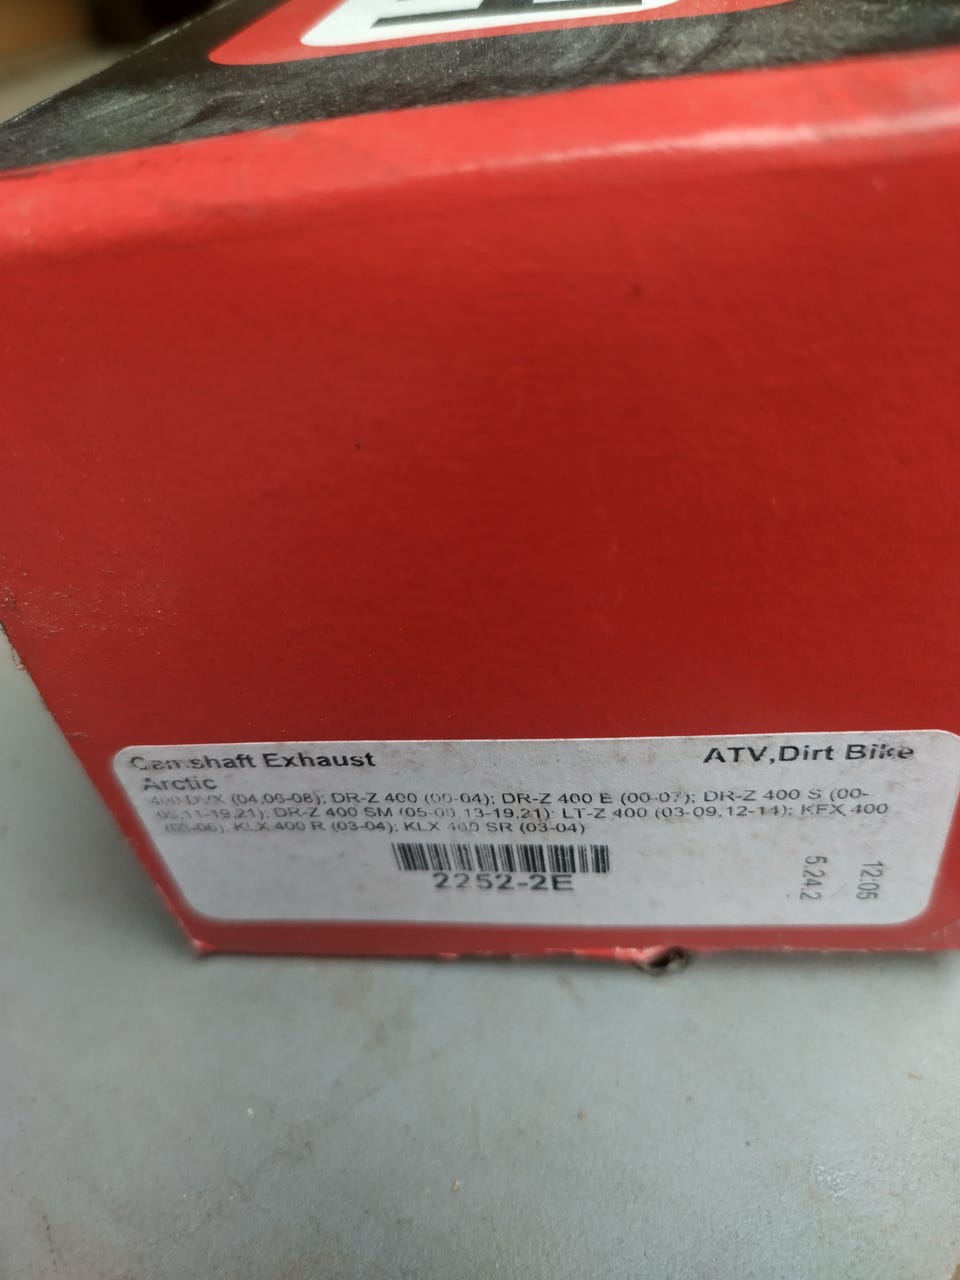 Camshaft Exhaust
ATV,Dirt Bike
Arctic
400 DVX (04,06-08); DR-Z 400 (00-04); DR-Z 400 E (00-07); DR-Z 400 S (00-
09,11-19,21); DR-Z 400 SM (05-09,13-19,21); LT-Z 400 (03-09,12-14); KFX 400
(03-06); KLX 400 R (03-04); KLX 400 SR (03-04)
2252-2E
12:05
5.24.2